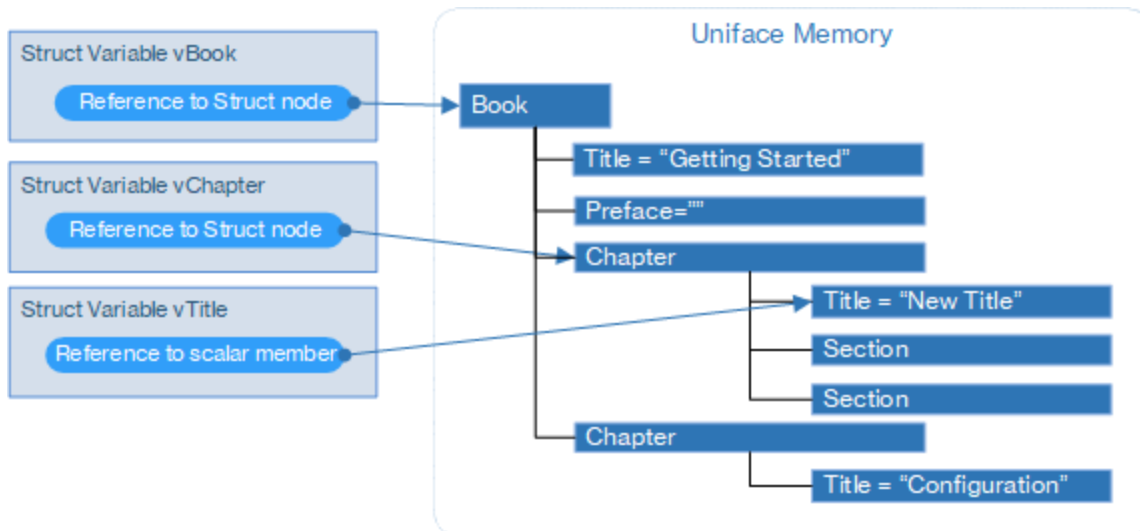 Uniface Memory
Struct Variable vBook
Reference to Struct node
Struct Variable vChapter
Reference to Struct node
Struct Variable vTitle
Reference to scalar member
Book
Title = “Getting Started”
Preface=””
Chapter
Title = “New Title”
Section
Section
Chapter
Title = “Configuration”